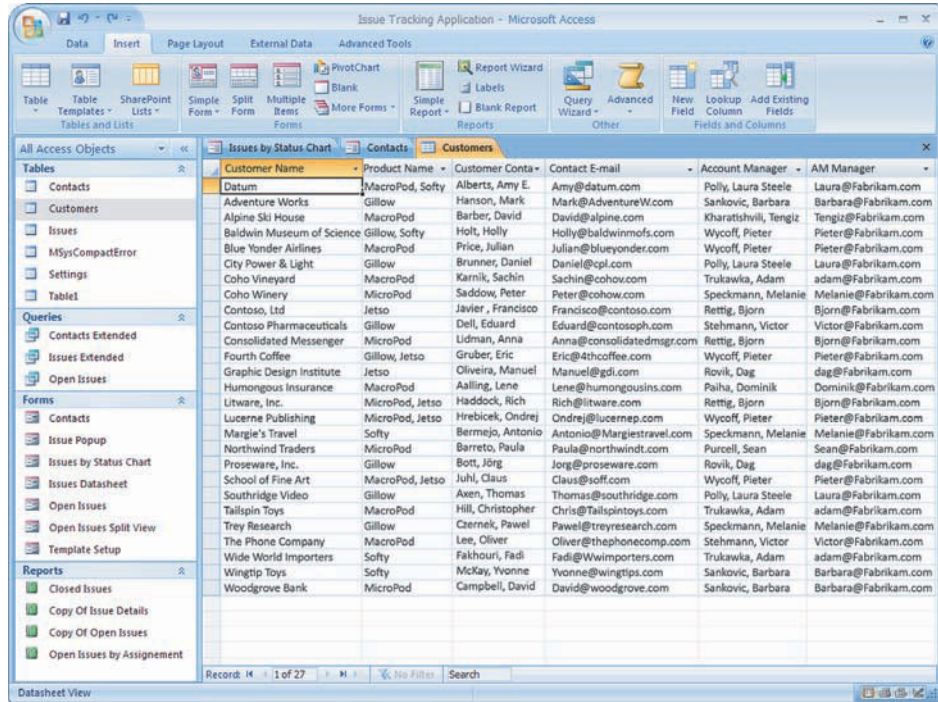 Issue Tracking Application - Microsoft Access
Data Insert Page Layout External Data Advanced Tools
Table
Table Templates
SharePoint Lists
Tables and Lists
Simple Form
Split Form
Multiple Items
PivotChart
Blank
More Forms
Forms
Simple Report
Report Wizard
Labels
Blank Report
Reports
Query Wizard
Advanced
Other
New Field
Lookup Column
Add Existing Fields
Fields and Columns
All Access Objects
Tables
Contacts
Customers
Issues
MSysCompactError
Settings
Table1
Queries
Contacts Extended
Issues Extended
Open Issues
Forms
Contacts
Issue Popup
Issues by Status Chart
Issues Datasheet
Open Issues
Open Issues Split View
Template Setup
Reports
Closed Issues
Copy Of Issue Details
Copy Of Open Issues
Open Issues by Assignement
Issues by Status Chart Contacts Customers
Customer Name Product Name Customer Conta Contact E-mail Account Manager AM Manager
Datum MacroPod, Softy Alberts, Amy E. Amy@datum.com Polly, Laura Steele Laura@Fabrikam.com
Adventure Works Gillow Hanson, Mark Mark@AdventureW.com Sankovic, Barbara Barbara@Fabrikam.com
Alpine Ski House MacroPod Barber, David David@alpine.com Kharatishvili, Tengiz Tengiz@Fabrikam.com
Baldwin Museum of Science Gillow, Softy Holt, Holly Holly@baldwinmofs.com Wycoff, Pieter Pieter@Fabrikam.com
Blue Yonder Airlines MacroPod Price, Julian Julian@blueyonder.com Wycoff, Pieter Pieter@Fabrikam.com
City Power & Light Gillow Brunner, Daniel Daniel@cpl.com Polly, Laura Steele Laura@Fabrikam.com
Coho Vineyard MacroPod Karnik, Sachin Sachin@cohov.com Trukawka, Adam adam@Fabrikam.com
Coho Winery MicroPod Saddow, Peter Peter@cohow.com Speckmann, Melanie Melanie@Fabrikam.com
Contoso, Ltd Jetso Javier , Francisco Francisco@contoso.com Rettig, Bjorn Bjorn@Fabrikam.com
Contoso Pharmaceuticals Gillow Dell, Eduard Eduard@contosoph.com Stehmann, Victor Victor@Fabrikam.com
Consolidated Messenger MicroPod Lidman, Anna Anna@consolidatedmsgr.com Rettig, Bjorn Bjorn@Fabrikam.com
Fourth Coffee Gillow, Jetso Gruber, Eric Eric@4thcoffee.com Wycoff, Pieter Pieter@Fabrikam.com
Graphic Design Institute Jetso Oliveira, Manuel Manuel@gdi.com Rovik, Dag dag@Fabrikam.com
Humongous Insurance MacroPod Aalling, Lene Lene@humongousins.com Paiha, Dominik Dominik@Fabrikam.com
Litware, Inc. MicroPod, Jetso Haddock, Rich Rich@litware.com Rettig, Bjorn Bjorn@Fabrikam.com
Lucerne Publishing MicroPod, Jetso Hrebicek, Ondrej Ondrej@lucernep.com Wycoff, Pieter Pieter@Fabrikam.com
Margie's Travel Softy Bermejo, Antonio Antonio@Margiestravel.com Speckmann, Melanie Melanie@Fabrikam.com
Northwind Traders MicroPod Barreto, Paula Paula@northwindt.com Purcell, Sean Sean@Fabrikam.com
Proseware, Inc. Gillow Bott, Jörg Jorg@proseware.com Rovik, Dag dag@Fabrikam.com
School of Fine Art MacroPod, Jetso Juhl, Claus Claus@soff.com Wycoff, Pieter Pieter@Fabrikam.com
Southridge Video Gillow Axen, Thomas Thomas@southridge.com Polly, Laura Steele Laura@Fabrikam.com
Tailspin Toys MacroPod Hill, Christopher Chris@Tailspintoys.com Trukawka, Adam adam@Fabrikam.com
Trey Research Gillow Czernek, Pawel Pawel@treyresearch.com Speckmann, Melanie Melanie@Fabrikam.com
The Phone Company MacroPod Lee, Oliver Oliver@thephonecomp.com Stehmann, Victor Victor@Fabrikam.com
Wide World Importers Softy Fakhouri, Fadi Fadi@Wwimporters.com Trukawka, Adam adam@Fabrikam.com
Wingtip Toys Softy McKay, Yvonne Yvonne@wingtips.com Sankovic, Barbara Barbara@Fabrikam.com
Woodgrove Bank MicroPod Campbell, David David@woodgrove.com Sankovic, Barbara Barbara@Fabrikam.com
Record: 1 of 27 No Filter Search
Datasheet View